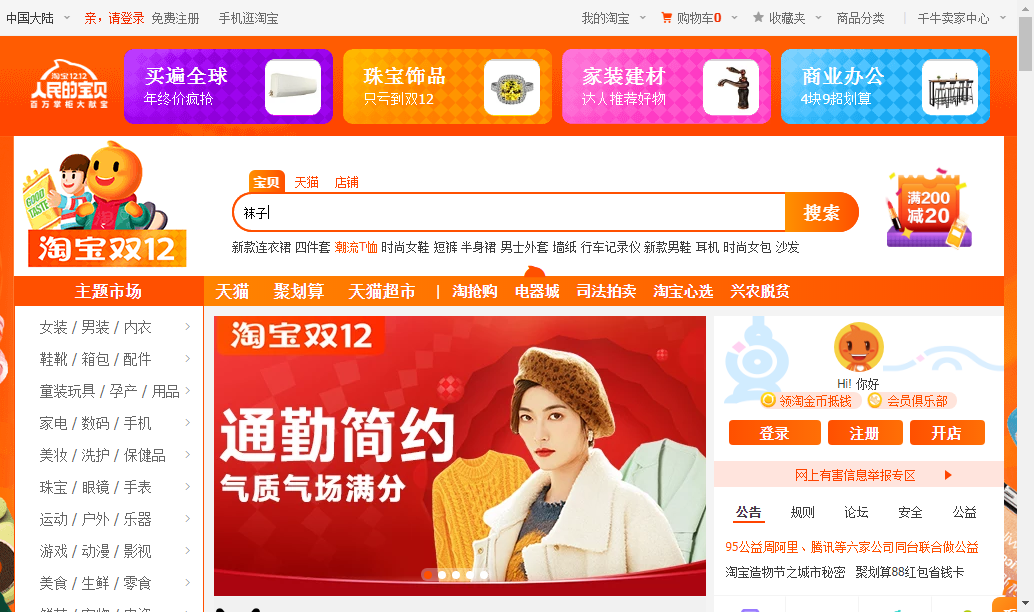 中国大陆 亲，请登录 免费注册 手机逛淘宝 我的淘宝 购物车0 收藏夹 商品分类 | 千牛卖家中心
淘宝1212
人民的宝贝
百万掌柜大献宝
买遍全球
年终价疯抢
珠宝饰品
只亏到双12
家装建材
达人推荐好物
商业办公
4块9超划算
GOOD TASTE
淘宝双12
宝贝 天猫 店铺
袜子
搜索
新款连衣裙 四件套 潮流T恤 时尚女鞋 短裤 半身裙 男士外套 墙纸 行车记录仪 新款男鞋 耳机 时尚女包 沙发
满200
减20
主题市场
天猫 聚划算 天猫超市 | 淘抢购 电器城 司法拍卖 淘宝心选 兴农脱贫
女装 / 男装 / 内衣
鞋靴 / 箱包 / 配件
童装玩具 / 孕产 / 用品
家电 / 数码 / 手机
美妆 / 洗护 / 保健品
珠宝 / 眼镜 / 手表
运动 / 户外 / 乐器
游戏 / 动漫 / 影视
美食 / 生鲜 / 零食
淘宝双12
通勤简约
气质气场满分
Hi! 你好
领淘金币抵钱 会员俱乐部
登录 注册 开店
网上有害信息举报专区
公告 规则 论坛 安全 公益
95公益周阿里、腾讯等六家公司同台联合做公益
淘宝造物节之城市秘密 聚划算88红包省钱卡